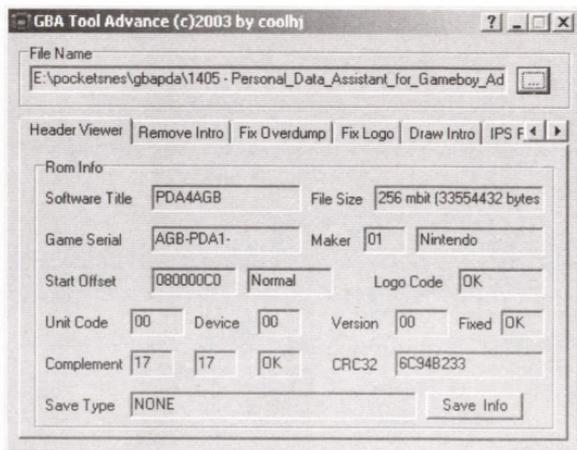 GBA Tool Advance (c)2003 by coolhj
File Name
E:\pocketsnes\gbapda\1405 - Personal_Data_Assistant_for_Gameboy_Ad ...
Header Viewer Remove Intro Fix Overdump Fix Logo Draw Intro IPS F
Rom Info
Software Title PDA4AGB File Size 256 mbit (33554432 bytes
Game Serial AGB-PDA1- Maker 01 Nintendo
Start Offset 080000C0 Normal Logo Code OK
Unit Code 00 Device 00 Version 00 Fixed OK
Complement 17 17 OK CRC32 6C94B233
Save Type NONE Save Info